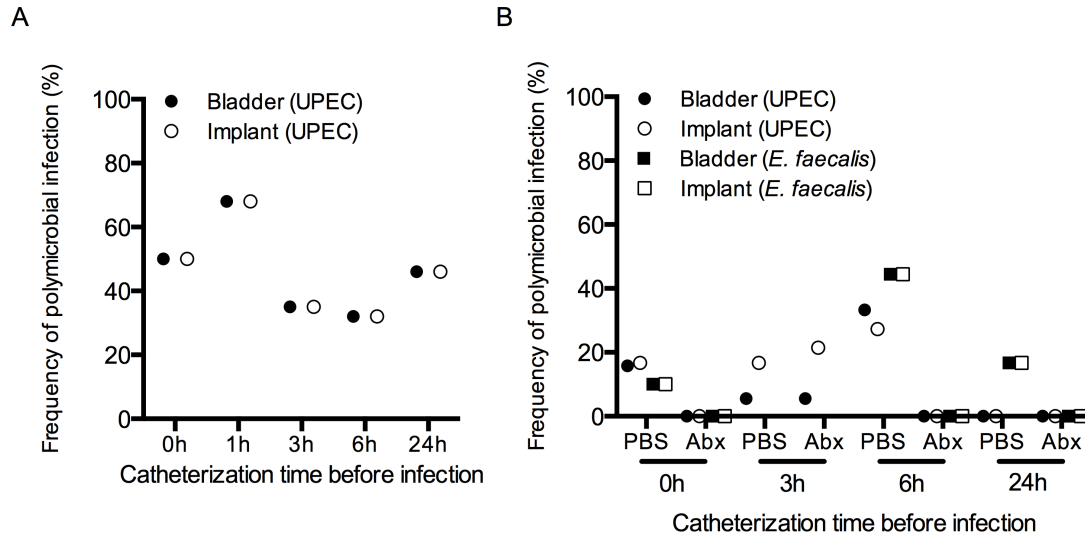 A
Frequency of polymicrobial infection (%)
100
80
60
40
20
0
Bladder (UPEC)
Implant (UPEC)
0h 1h 3h 6h 24h
Catheterization time before infection
B
Frequency of polymicrobial infection (%)
100
80
60
40
20
0
Bladder (UPEC)
Implant (UPEC)
Bladder (E. faecalis)
Implant (E. faecalis)
PBS Abx PBS Abx PBS Abx PBS Abx
0h 3h 6h 24h
Catheterization time before infection